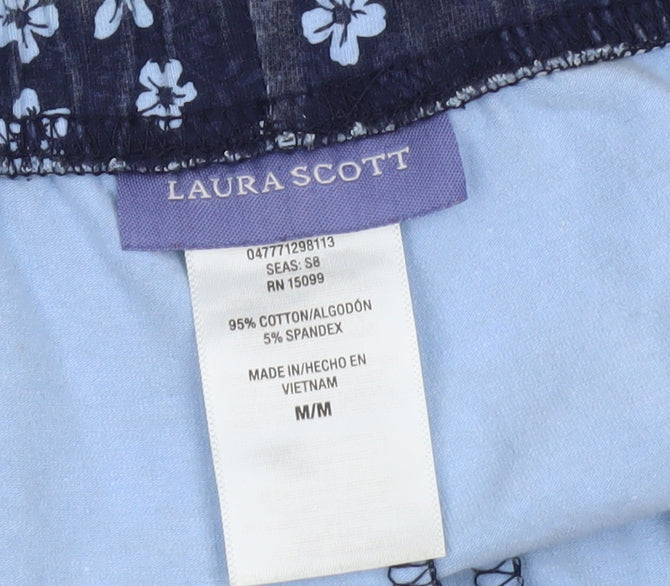 LAURA SCOTT
047771298113
SEAS: S8
RN 15099
95% COTTON/ALGODÓN
5% SPANDEX
MADE IN/HECHO EN
VIETNAM
M/M